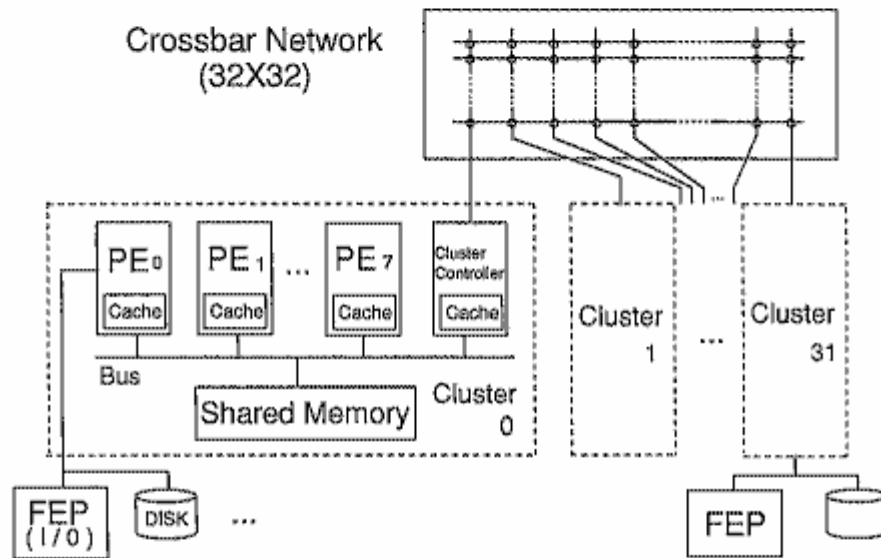 Crossbar Network
(32X32)
PE0
PE1
...
PE7
Cluster
Controller
Cache
Cache
Cache
Cache
Bus
Shared Memory
Cluster
0
Cluster
1
...
Cluster
31
...
FEP
(I/O)
DISK
...
FEP